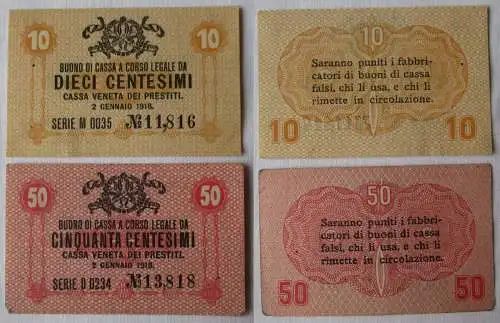 10 10
BUONO DI CASSA A CORSO LEGALE DA
DIECI CENTESIMI
CASSA VENETA DEI PRESTITI.
2 GENNAIO 1918.
SERIE M 0035 № 11,816
Saranno puniti i fabbri-
catori di buoni di cassa
falsi, chi li usa, e chi li
rimette in circolazione.
10 10
50 50
BUONO DI CASSA A CORSO LEGALE DA
CINQUANTA CENTESIMI
CASSA VENETA DEI PRESTITI.
2 GENNAIO 1918.
SERIE D 0234 № 13,818
50
Saranno puniti i fabbri-
catori di buoni di cassa
falsi, chi li usa, e chi li
rimette in circolazione.
50 50